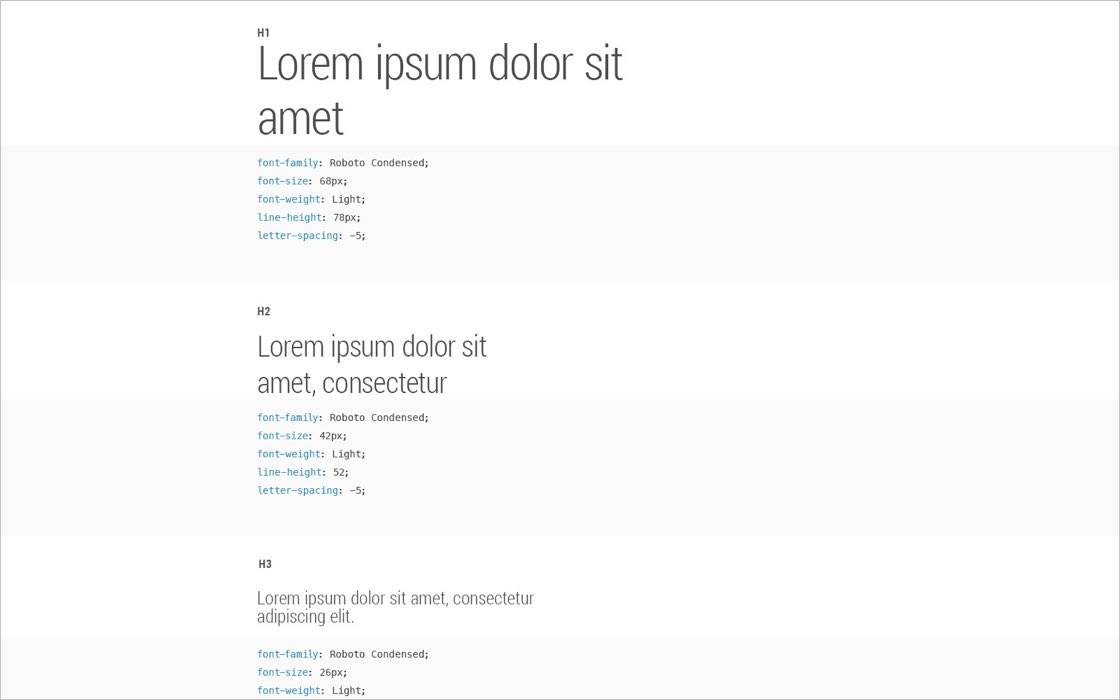 H1
Lorem ipsum dolor sit
amet
font-family: Roboto Condensed;
font-size: 68px;
font-weight: Light;
line-height: 78px;
letter-spacing: -5;
H2
Lorem ipsum dolor sit
amet, consectetur
font-family: Roboto Condensed;
font-size: 42px;
font-weight: Light;
line-height: 52;
letter-spacing: -5;
H3
Lorem ipsum dolor sit amet, consectetur
adipiscing elit.
font-family: Roboto Condensed;
font-size: 26px;
font-weight: Light;